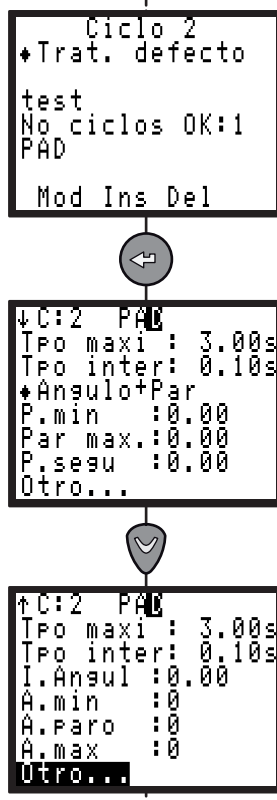 Ciclo 2
♦Trat. defecto
test
No ciclos OK:1
PAD
Mod Ins Del
↓C:2 PAD
Tpo maxi : 3.00s
Tpo inter: 0.10s
♦Angulo+Par
P.min :0.00
Par max.:0.00
P.segu :0.00
Otro...
↑C:2 PAD
Tpo maxi : 3.00s
Tpo inter: 0.10s
I.Angul :0.00
A.min :0
A.paro :0
A.max :0
Otro...